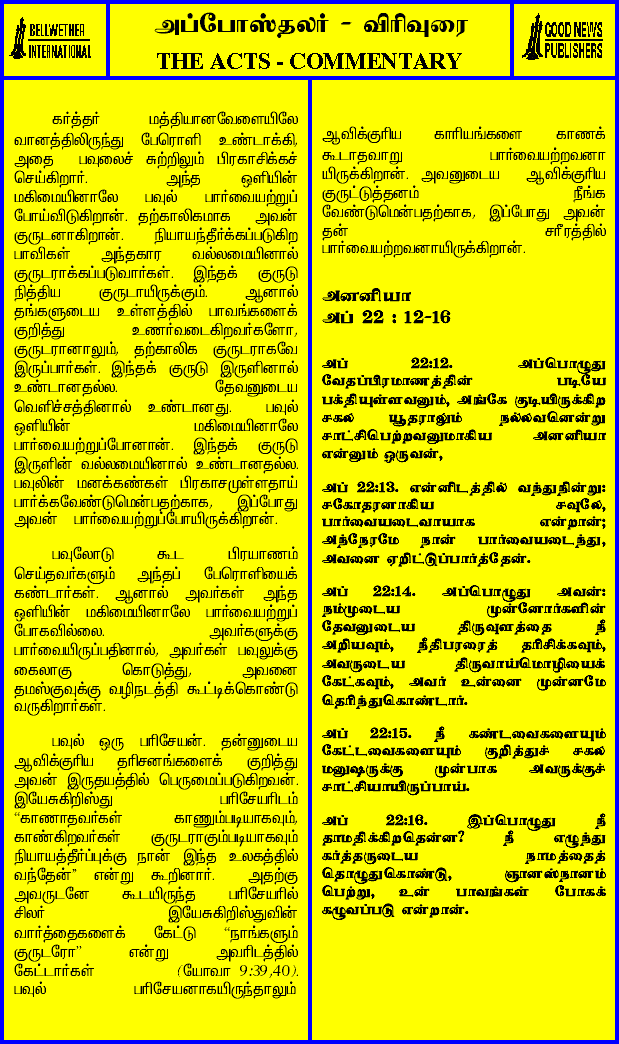 BELLWETHER
INTERNATIONAL
அப்போஸ்தலர் - விரிவுரை
THE ACTS - COMMENTARY
GOOD NEWS
PUBLISHERS
கர்த்தர் மத்தியானவேளையிலே
வானத்திலிருந்து பேரொளி உண்டாக்கி,
அதை பவுலைச் சுற்றிலும் பிரகாசிக்கச்
செய்கிறார். அந்த ஒளியின்
மகிமையினாலே பவுல் பார்வையற்றுப்
போய்விடுகிறான். தற்காலிகமாக அவன்
குருடனாகிறான். நியாயந்தீர்க்கப்படுகிற
பாவிகள் அந்தகார வல்லமையினால்
குருடராக்கப்படுவார்கள். இந்தக் குருடு
நித்திய குருடாயிருக்கும். ஆனால்
தங்களுடைய உள்ளத்தில் பாவங்களைக்
குறித்து உணர்வடைகிறவர்களோ,
குருடரானாலும், தற்காலிக குருடராகவே
இருப்பார்கள். இந்தக் குருடு இருளினால்
உண்டானதல்ல. தேவனுடைய
வெளிச்சத்தினால் உண்டானது. பவுல்
ஒளியின் மகிமையினாலே
பார்வையற்றுப்போனான். இந்தக் குருடு
இருளின் வல்லமையினால் உண்டானதல்ல.
பவுலின் மனக்கண்கள் பிரகாசமுள்ளதாய்
பார்க்கவேண்டுமென்பதற்காக, இப்போது
அவன் பார்வையற்றுப்போயிருக்கிறான்.
பவுலோடு கூட பிரயாணம்
செய்தவர்களும் அந்தப் பேரொளியைக்
கண்டார்கள். ஆனால் அவர்கள் அந்த
ஒளியின் மகிமையினாலே பார்வையற்றுப்
போகவில்லை. அவர்களுக்கு
பார்வையிருப்பதினால், அவர்கள் பவுலுக்கு
கைலாகு கொடுத்து, அவனை
தமஸ்குவுக்கு வழிநடத்தி கூட்டிக்கொண்டு
வருகிறார்கள்.
பவுல் ஒரு பரிசேயன். தன்னுடைய
ஆவிக்குரிய தரிசனங்களைக் குறித்து
அவன் இருதயத்தில் பெருமைப்படுகிறவன்.
இயேசுகிறிஸ்து பரிசேயரிடம்
"காணாதவர்கள் காணும்படியாகவும்,
காண்கிறவர்கள் குருடராகும்படியாகவும்
நியாயத்தீர்ப்புக்கு நான் இந்த உலகத்தில்
வந்தேன்" என்று கூறினார். அதற்கு
அவருடனே கூடயிருந்த பரிசேயரில்
சிலர் இயேசுகிறிஸ்துவின்
வார்த்தைகளைக் கேட்டு "நாங்களும்
குருடரோ" என்று அவரிடத்தில்
கேட்டார்கள் (யோவா 9:39,40).
பவுல் பரிசேயனாகயிருந்தாலும்
ஆவிக்குரிய காரியங்களை காணக்
கூடாதவாறு பார்வையற்றவனா
யிருக்கிறான். அவனுடைய ஆவிக்குரிய
குருட்டுத்தனம் நீங்க
வேண்டுமென்பதற்காக, இப்போது அவன்
தன் சரீரத்தில்
பார்வையற்றவனாயிருக்கிறான்.
அனனியா
அப் 22 : 12-16
அப் 22:12. அப்பொழுது
வேதப்பிரமாணத்தின் படியே
பக்தியுள்ளவனும், அங்கே குடியிருக்கிற
சகல யூதராலும் நல்லவனென்று
சாட்சிபெற்றவனுமாகிய அனனியா
என்னும் ஒருவன்,
அப் 22:13. என்னிடத்தில் வந்துநின்று:
சகோதரனாகிய சவுலே,
பார்வையடைவாயாக என்றான்;
அந்நேரமே நான் பார்வையடைந்து,
அவனை ஏறிட்டுப்பார்த்தேன்.
அப் 22:14. அப்பொழுது அவன்:
நம்முடைய முன்னோர்களின்
தேவனுடைய திருவுளத்தை நீ
அறியவும், நீதிபரரைத் தரிசிக்கவும்,
அவருடைய திருவாய்மொழியைக்
கேட்கவும், அவர் உன்னை முன்னமே
தெரிந்துகொண்டார்.
அப் 22:15. நீ கண்டவைகளையும்
கேட்டவைகளையும் குறித்துச் சகல
மனுஷருக்கு முன்பாக அவருக்குச்
சாட்சியாயிருப்பாய்.
அப் 22:16. இப்பொழுது நீ
தாமதிக்கிறதென்ன? நீ எழுந்து
கர்த்தருடைய நாமத்தைத்
தொழுதுகொண்டு, ஞானஸ்நானம்
பெற்று, உன் பாவங்கள் போகக்
கழுவப்படு என்றான்.